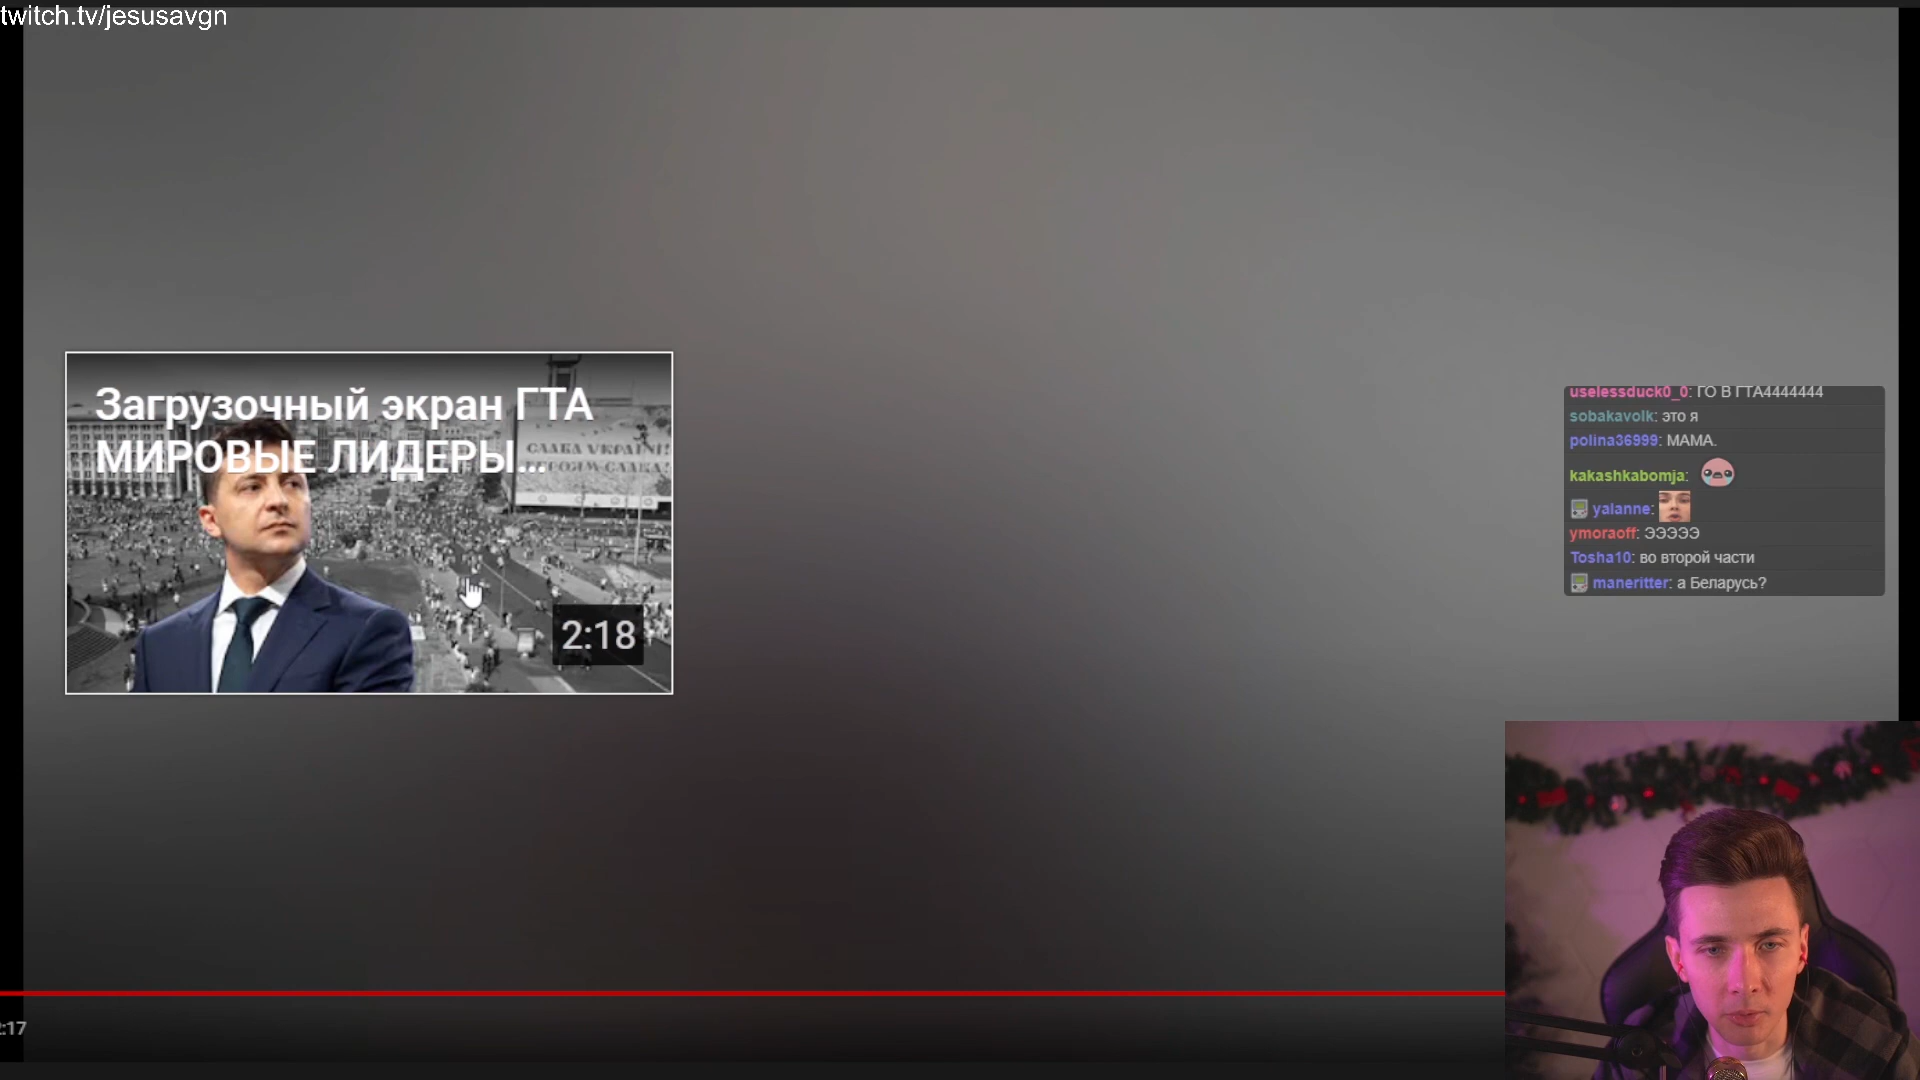 twitch.tv/jesusavgn
Загрузочный экран ГТА
МИРОВЫЕ ЛИДЕРЫ...
СЛАВА УКРАЇНІ!
2:18
uselessduck0_0: ГО В ГТА4444444
sobakavolk: это я
polina36999: МАМА.
kakashkabomja:
yalanne:
ymoraoff: ЭЭЭЭЭ
Tosha10: во второй части
maneritter: а Беларусь?
:17